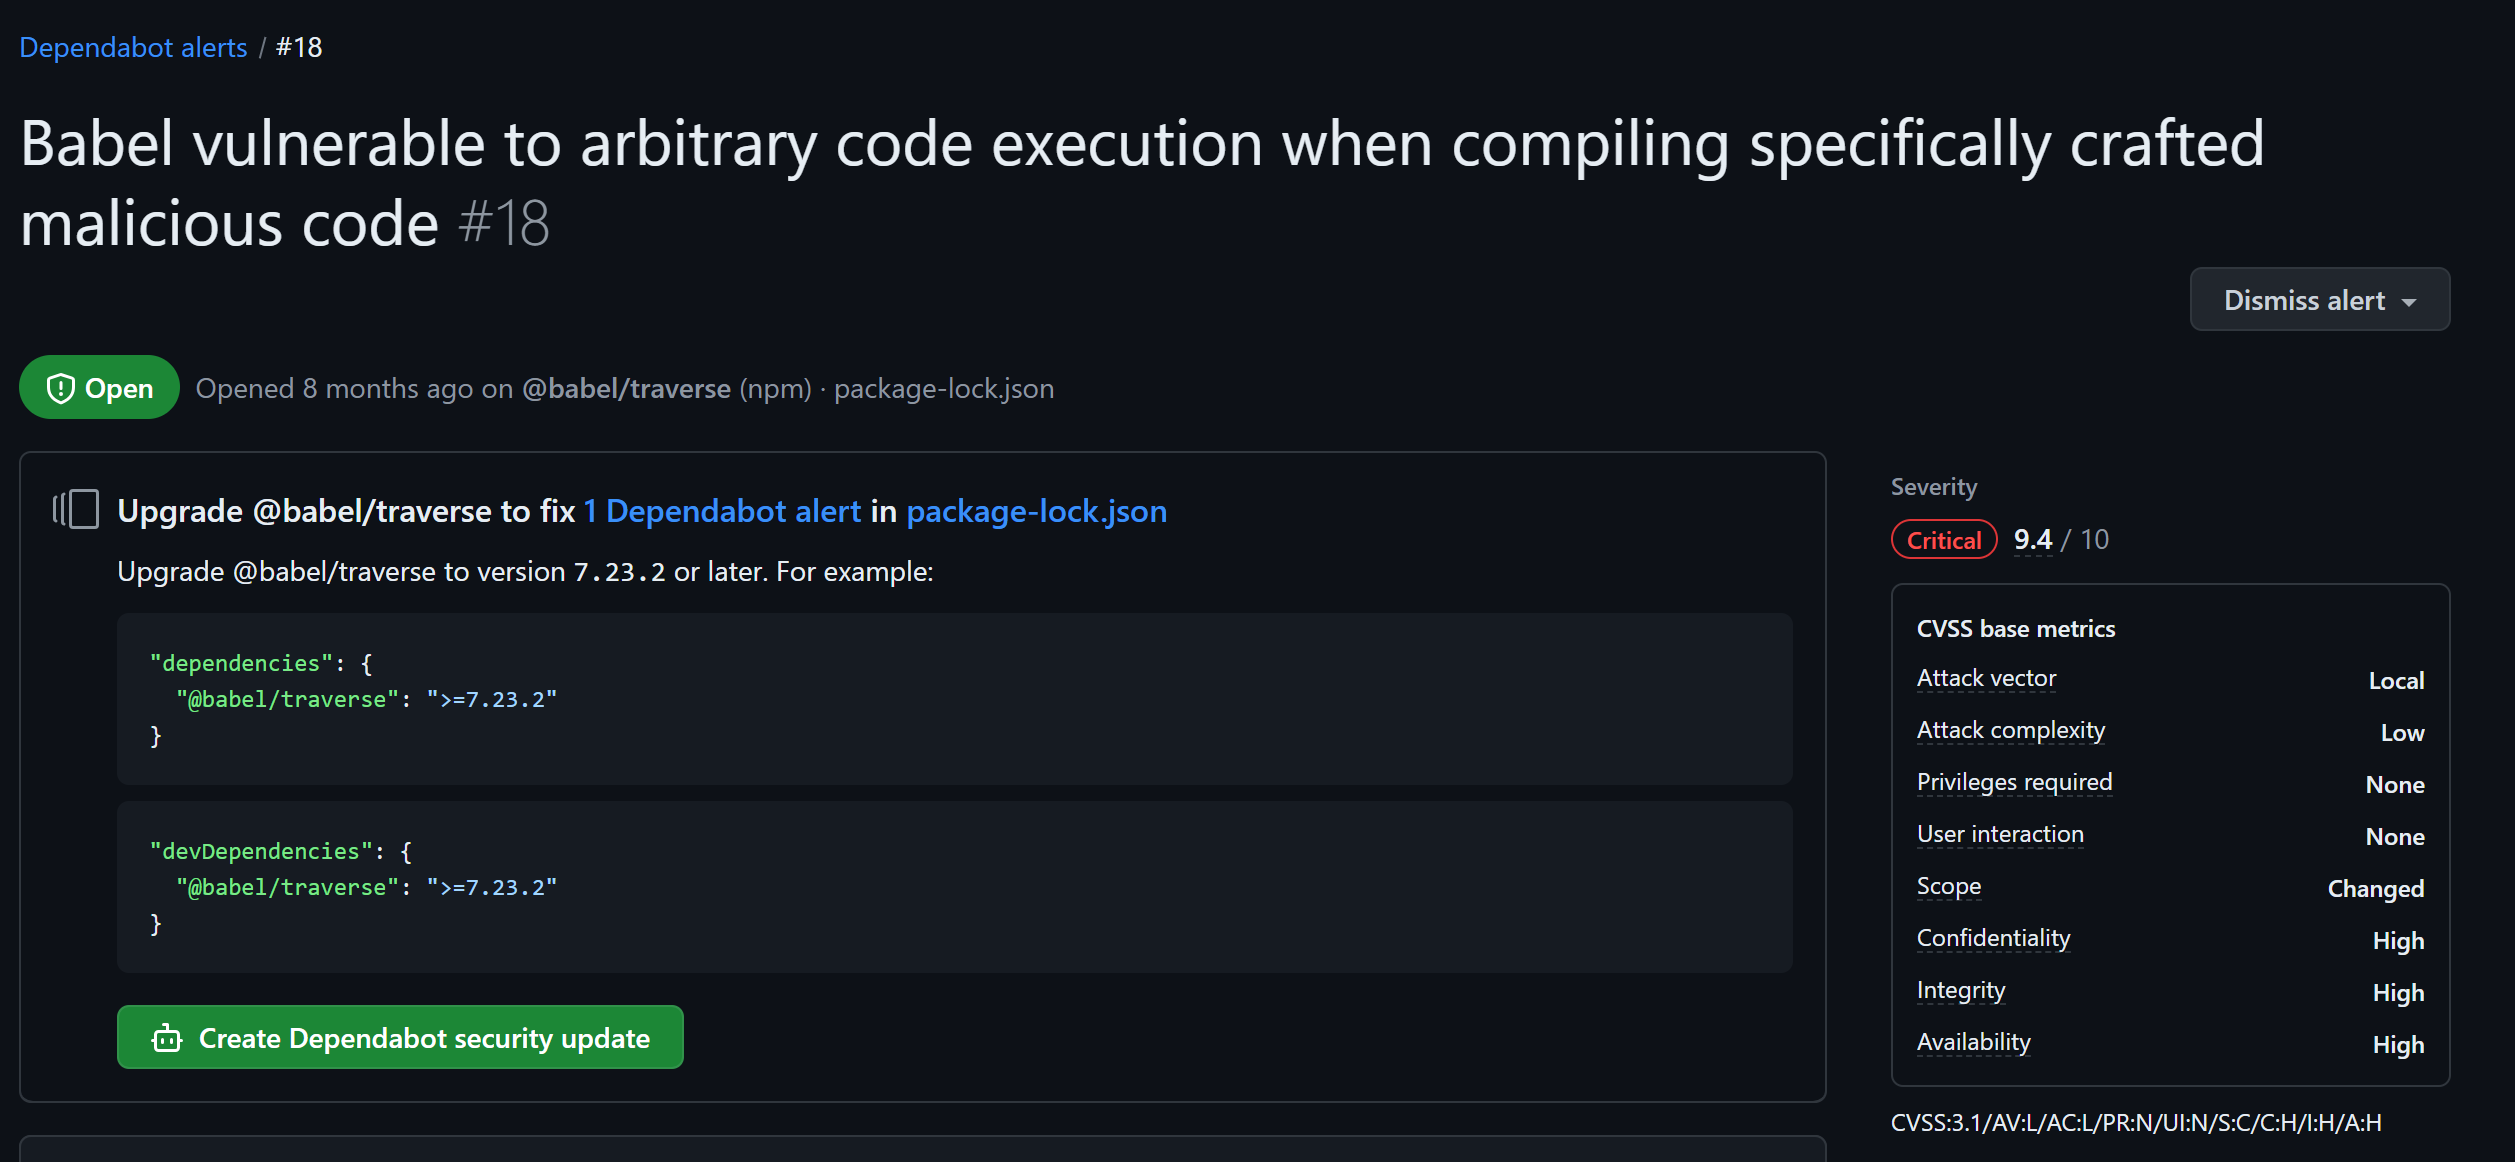 Dependabot alerts / #18
Babel vulnerable to arbitrary code execution when compiling specifically crafted
malicious code #18
Dismiss alert
Open Opened 8 months ago on @babel/traverse (npm) · package-lock.json
Upgrade @babel/traverse to fix 1 Dependabot alert in package-lock.json
Upgrade @babel/traverse to version 7.23.2 or later. For example:
"dependencies": {
  "@babel/traverse": ">=7.23.2"
}
"devDependencies": {
  "@babel/traverse": ">=7.23.2"
}
Create Dependabot security update
Severity
Critical 9.4 / 10
CVSS base metrics
Attack vector Local
Attack complexity Low
Privileges required None
User interaction None
Scope Changed
Confidentiality High
Integrity High
Availability High
CVSS:3.1/AV:L/AC:L/PR:N/UI:N/S:C/C:H/I:H/A:H